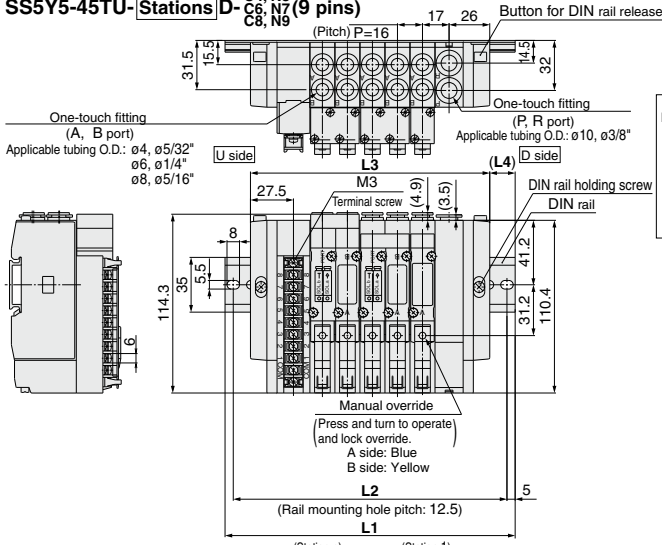 SS5Y5-45TU- Stations D- C6, N7 (9 pins)
C8, N9
(Pitch) P=16
17
26
Button for DIN rail release
31.5
15.5
14.5
32
One-touch fitting
(A, B port)
Applicable tubing O.D.: ø4, ø5/32"
ø6, ø1/4"
ø8, ø5/16"
One-touch fitting
(P, R port)
Applicable tubing O.D.: ø10, ø3/8"
U side
D side
L3
(L4)
27.5
M3
Terminal screw
(4.9)
(3.5)
DIN rail holding screw
DIN rail
8
5.5
35
114.3
41.2
31.2
110.4
6
Manual override
(Press and turn to operate
and lock override.)
A side: Blue
B side: Yellow
L2
5
(Rail mounting hole pitch: 12.5)
L1